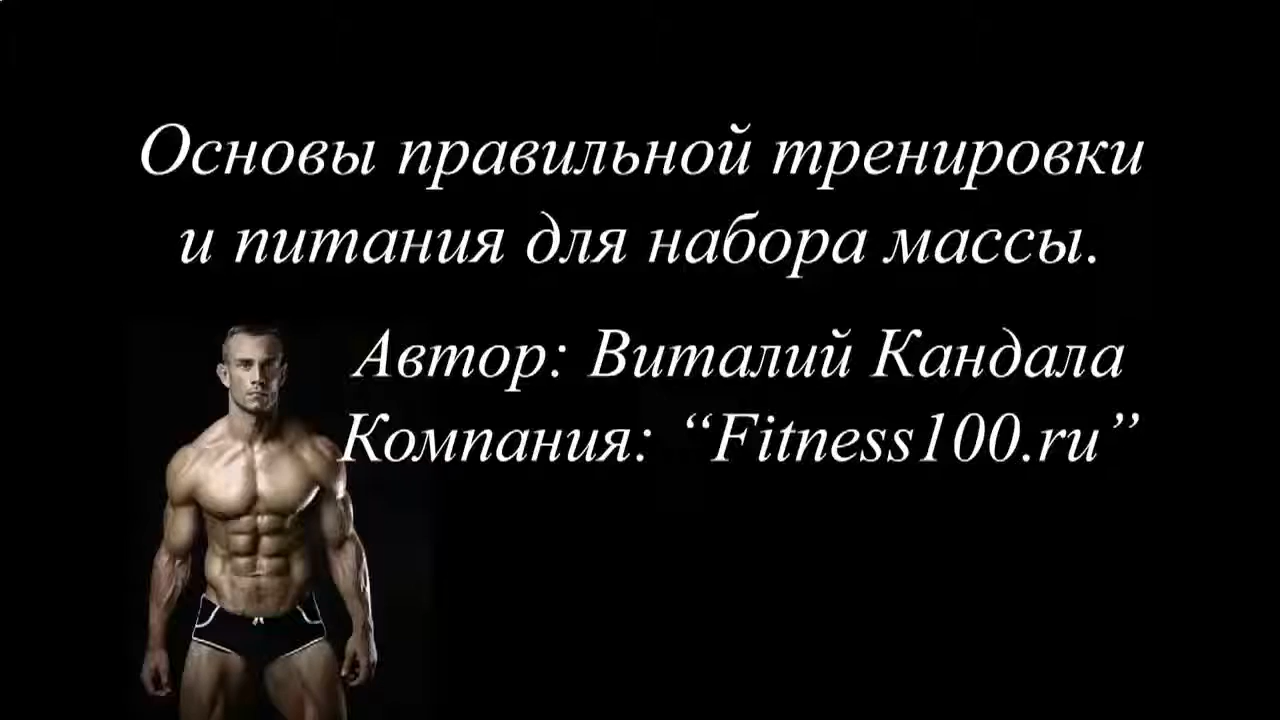 Основы правильной тренировки
и питания для набора массы.
Автор: Виталий Кандала
Компания: “Fitness100.ru”